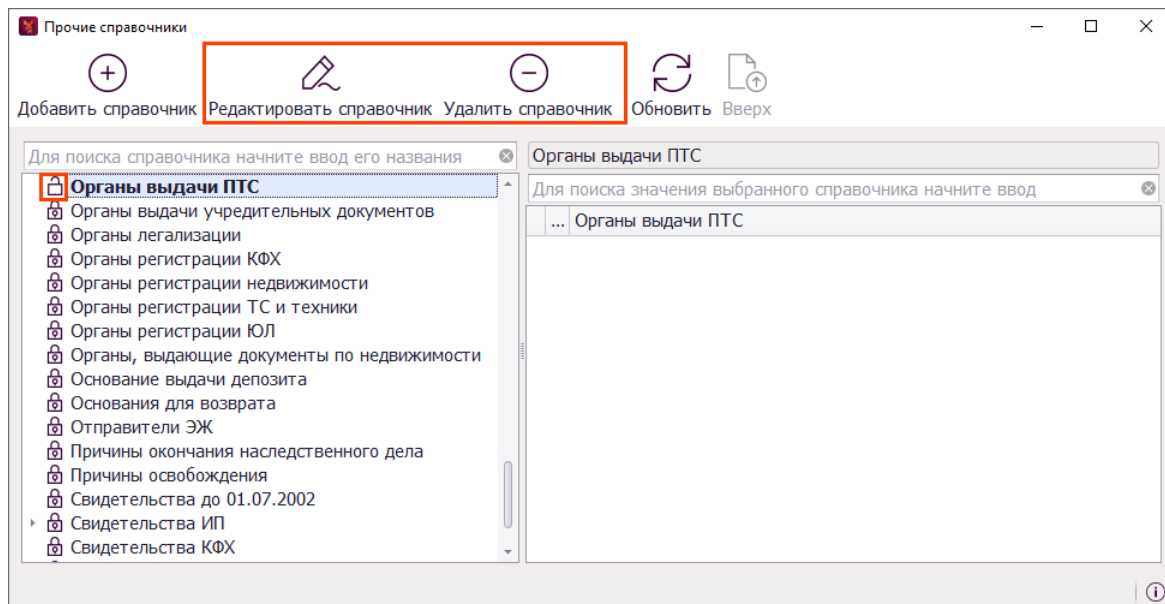 Прочие справочники
Добавить справочник Редактировать справочник Удалить справочник Обновить Вверх
Для поиска справочника начните ввод его названия
Органы выдачи ПТС
Органы выдачи учредительных документов
Органы легализации
Органы регистрации КФХ
Органы регистрации недвижимости
Органы регистрации ТС и техники
Органы регистрации ЮЛ
Органы, выдающие документы по недвижимости
Основание выдачи депозита
Основания для возврата
Отправители ЭЖ
Причины окончания наследственного дела
Причины освобождения
Свидетельства до 01.07.2002
Свидетельства ИП
Свидетельства КФХ
Органы выдачи ПТС
Для поиска значения выбранного справочника начните ввод
... Органы выдачи ПТС